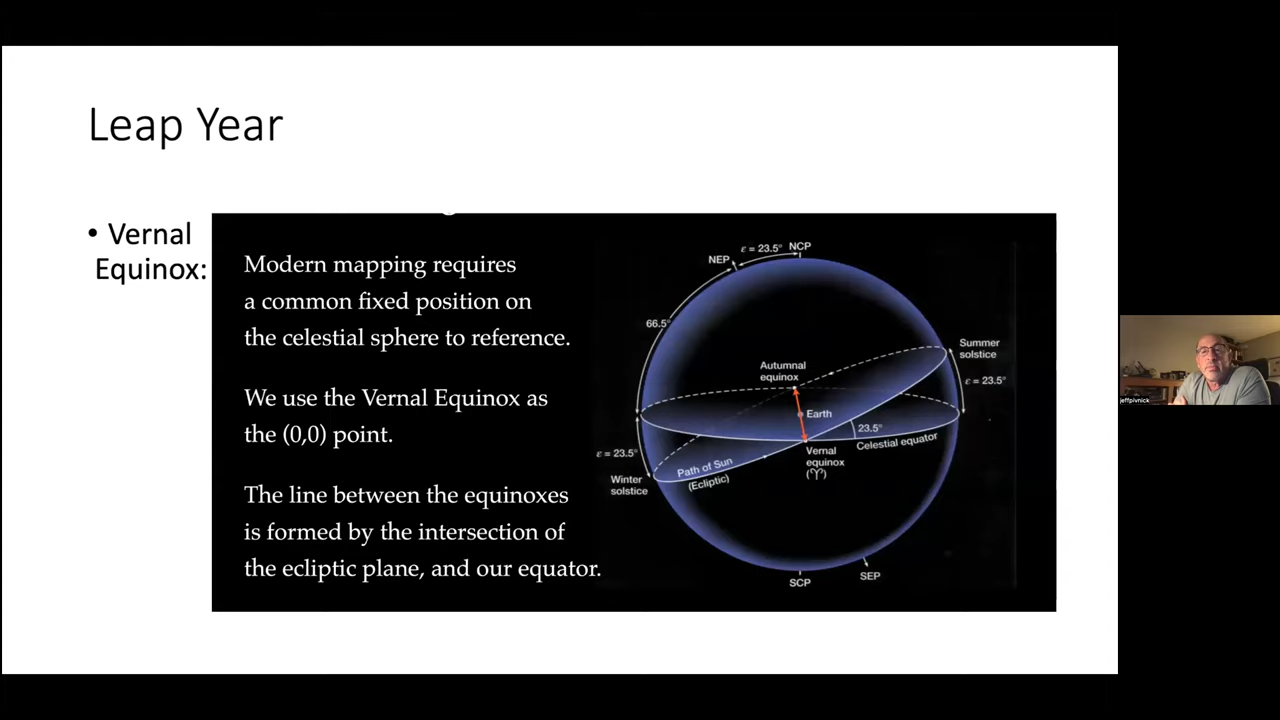 Leap Year
• Vernal
Equinox:
Modern mapping requires
a common fixed position on
the celestial sphere to reference.
We use the Vernal Equinox as
the (0,0) point.
The line between the equinoxes
is formed by the intersection of
the ecliptic plane, and our equator.
ε = 23.5°
NCP
NEP
66.5°
Summer
solstice
Autumnal
equinox
ε = 23.5°
Earth
23.5°
Celestial equator
ε = 23.5°
Vernal
equinox
(♈)
Path of Sun
(Ecliptic)
Winter
solstice
SEP
SCP
jeffpivnick